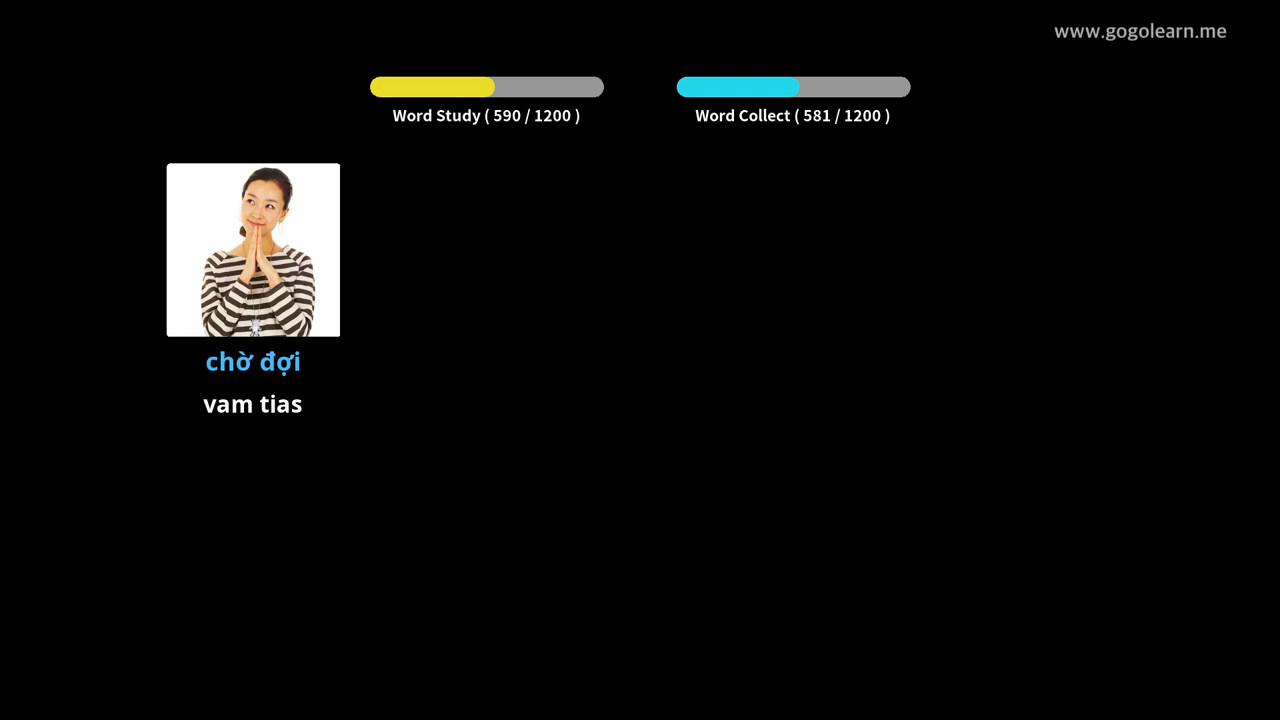 www.gogolearn.me
Word Study ( 590 / 1200 )
Word Collect ( 581 / 1200 )
chờ đợi
vam tias